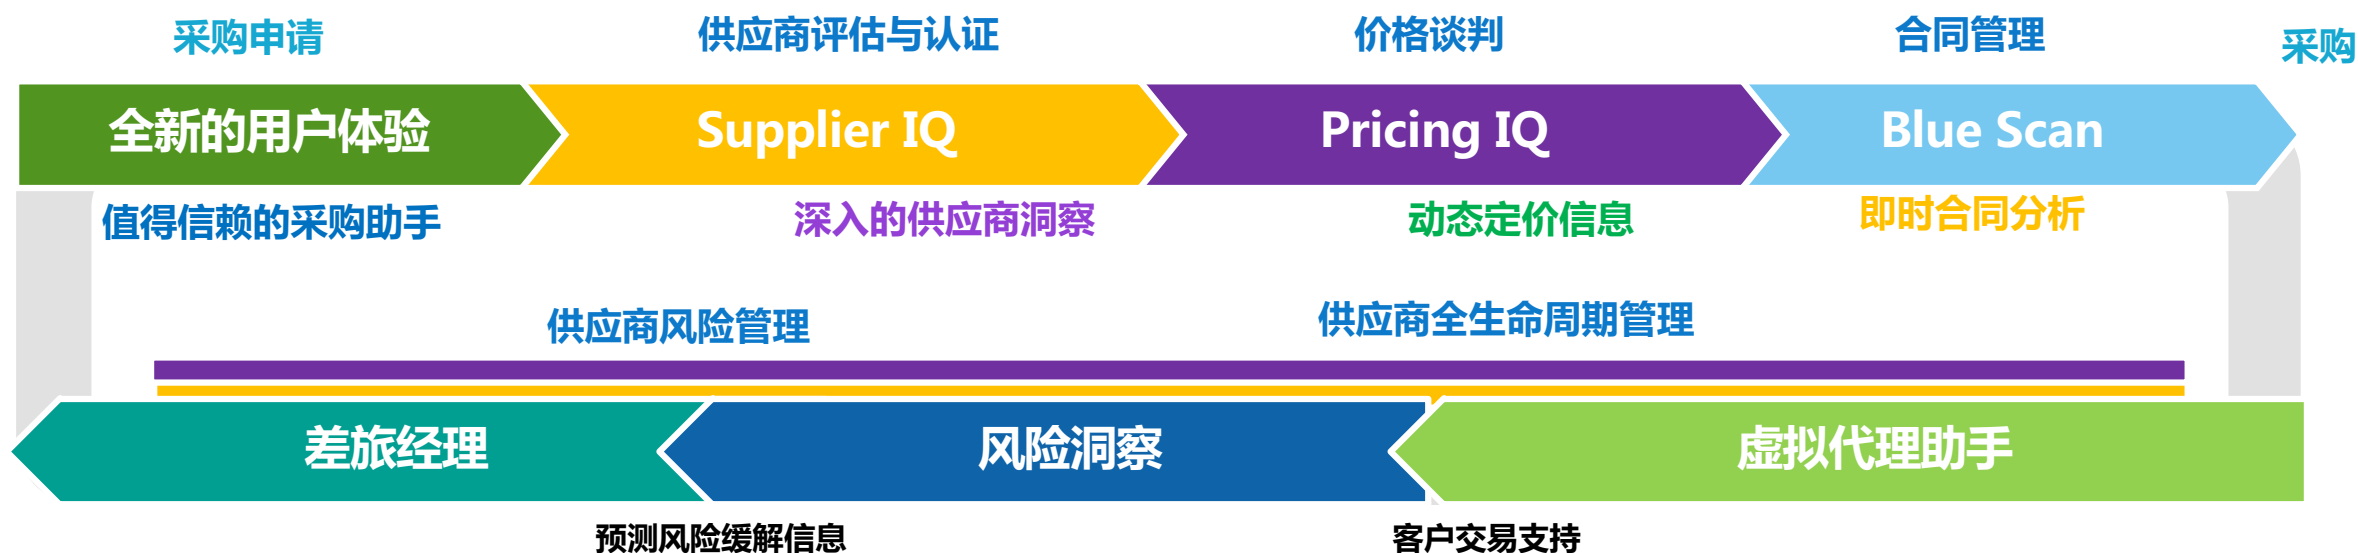 采购申请
供应商评估与认证
价格谈判
合同管理
采购
全新的用户体验
Supplier IQ
Pricing IQ
Blue Scan
值得信赖的采购助手
深入的供应商洞察
动态定价信息
即时合同分析
供应商风险管理
供应商全生命周期管理
差旅经理
风险洞察
虚拟代理助手
预测风险缓解信息
客户交易支持